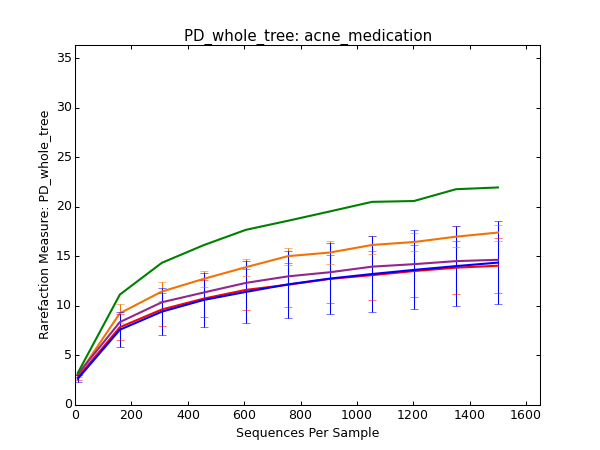 PD_whole_tree: acne_medication
Rarefaction Measure: PD_whole_tree
35
30
25
20
15
10
5
0
0 200 400 600 800 1000 1200 1400 1600
Sequences Per Sample